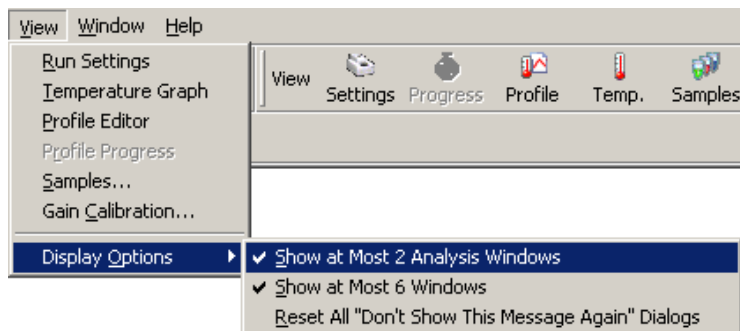 View Window Help
Run Settings
Temperature Graph
Profile Editor
Profile Progress
Samples...
Gain Calibration...
Display Options
View Settings Progress Profile Temp. Samples
Show at Most 2 Analysis Windows
Show at Most 6 Windows
Reset All "Don't Show This Message Again" Dialogs